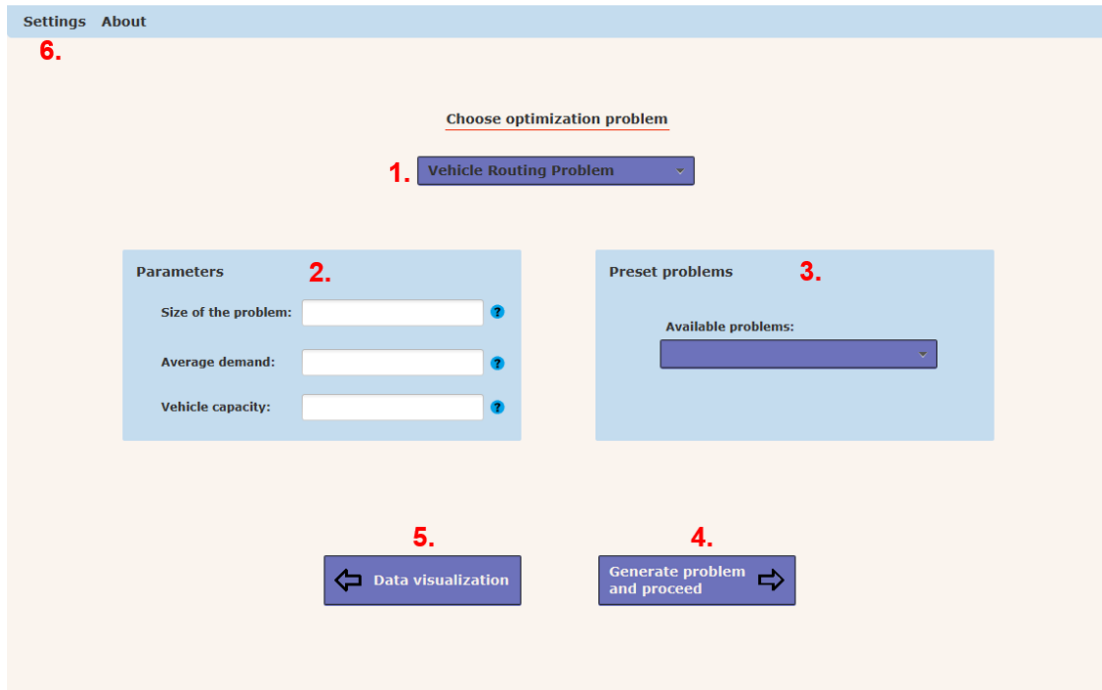 Settings About
6.
Choose optimization problem
1. Vehicle Routing Problem
Parameters 2.
Size of the problem: ?
Average demand: ?
Vehicle capacity: ?
Preset problems 3.
Available problems:
5.
Data visualization
4.
Generate problem
and proceed